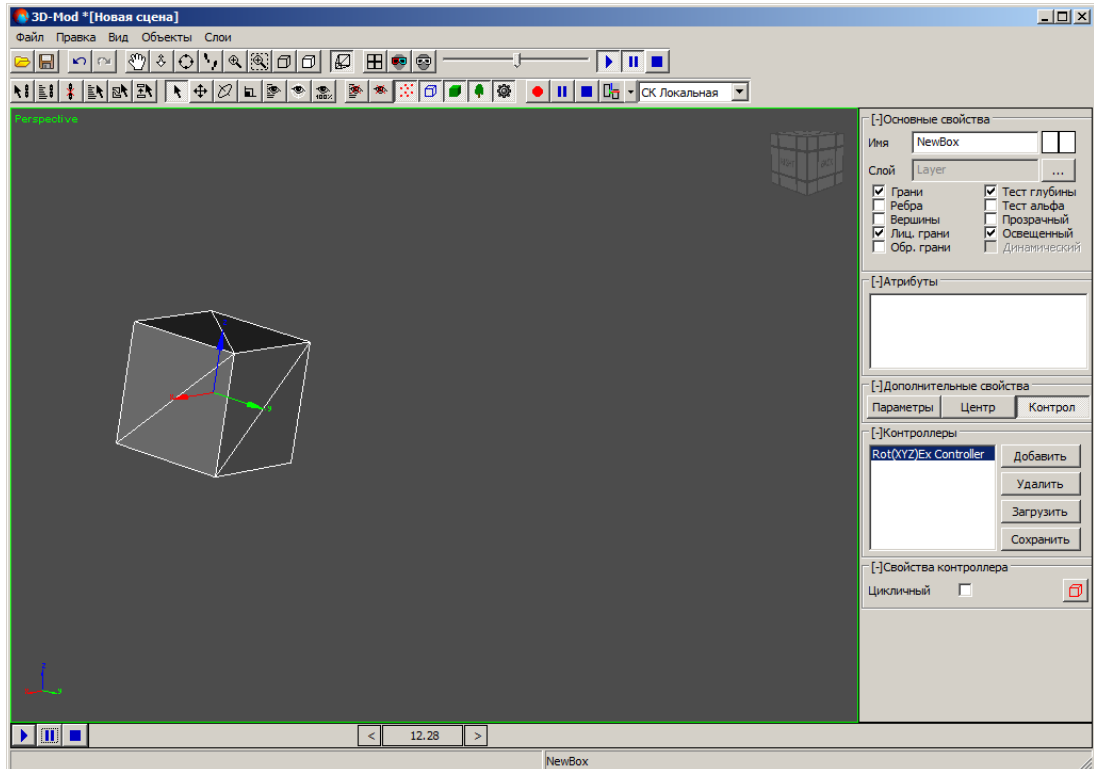 3D-Mod *[Новая сцена]
Файл Правка Вид Объекты Слои
100%
СК Локальная
Perspective
[-]Основные свойства
Имя NewBox
Слой Layer ...
Грани Тест глубины
Ребра Тест альфа
Вершины Прозрачный
Лиц. грани Освещенный
Обр. грани Динамический
[-]Атрибуты
[-]Дополнительные свойства
Параметры Центр Контрол
[-]Контроллеры
Rot(XYZ)Ex Controller
Добавить
Удалить
Загрузить
Сохранить
[-]Свойства контроллера
Цикличный
z
x
y
z
y
< 12.28 >
NewBox